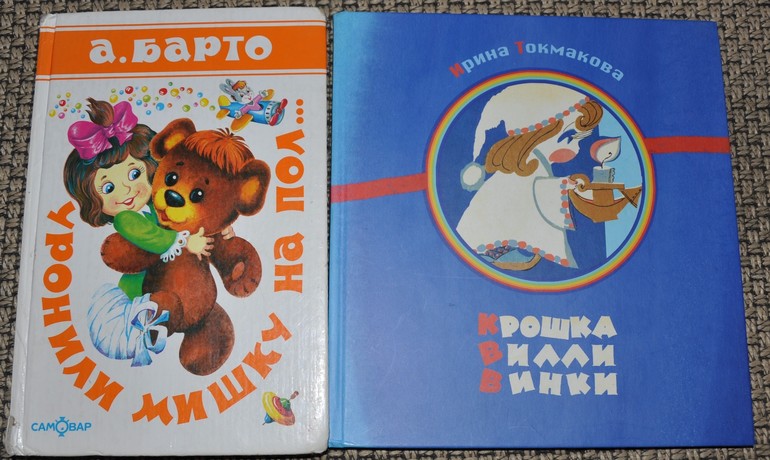 А. БАРТО
УРОНИЛИ МИШКУ НА ПОЛ...
САМОВАР
Ирина Токмакова
КРОШКА
ВИЛЛИ
ВИНКИ